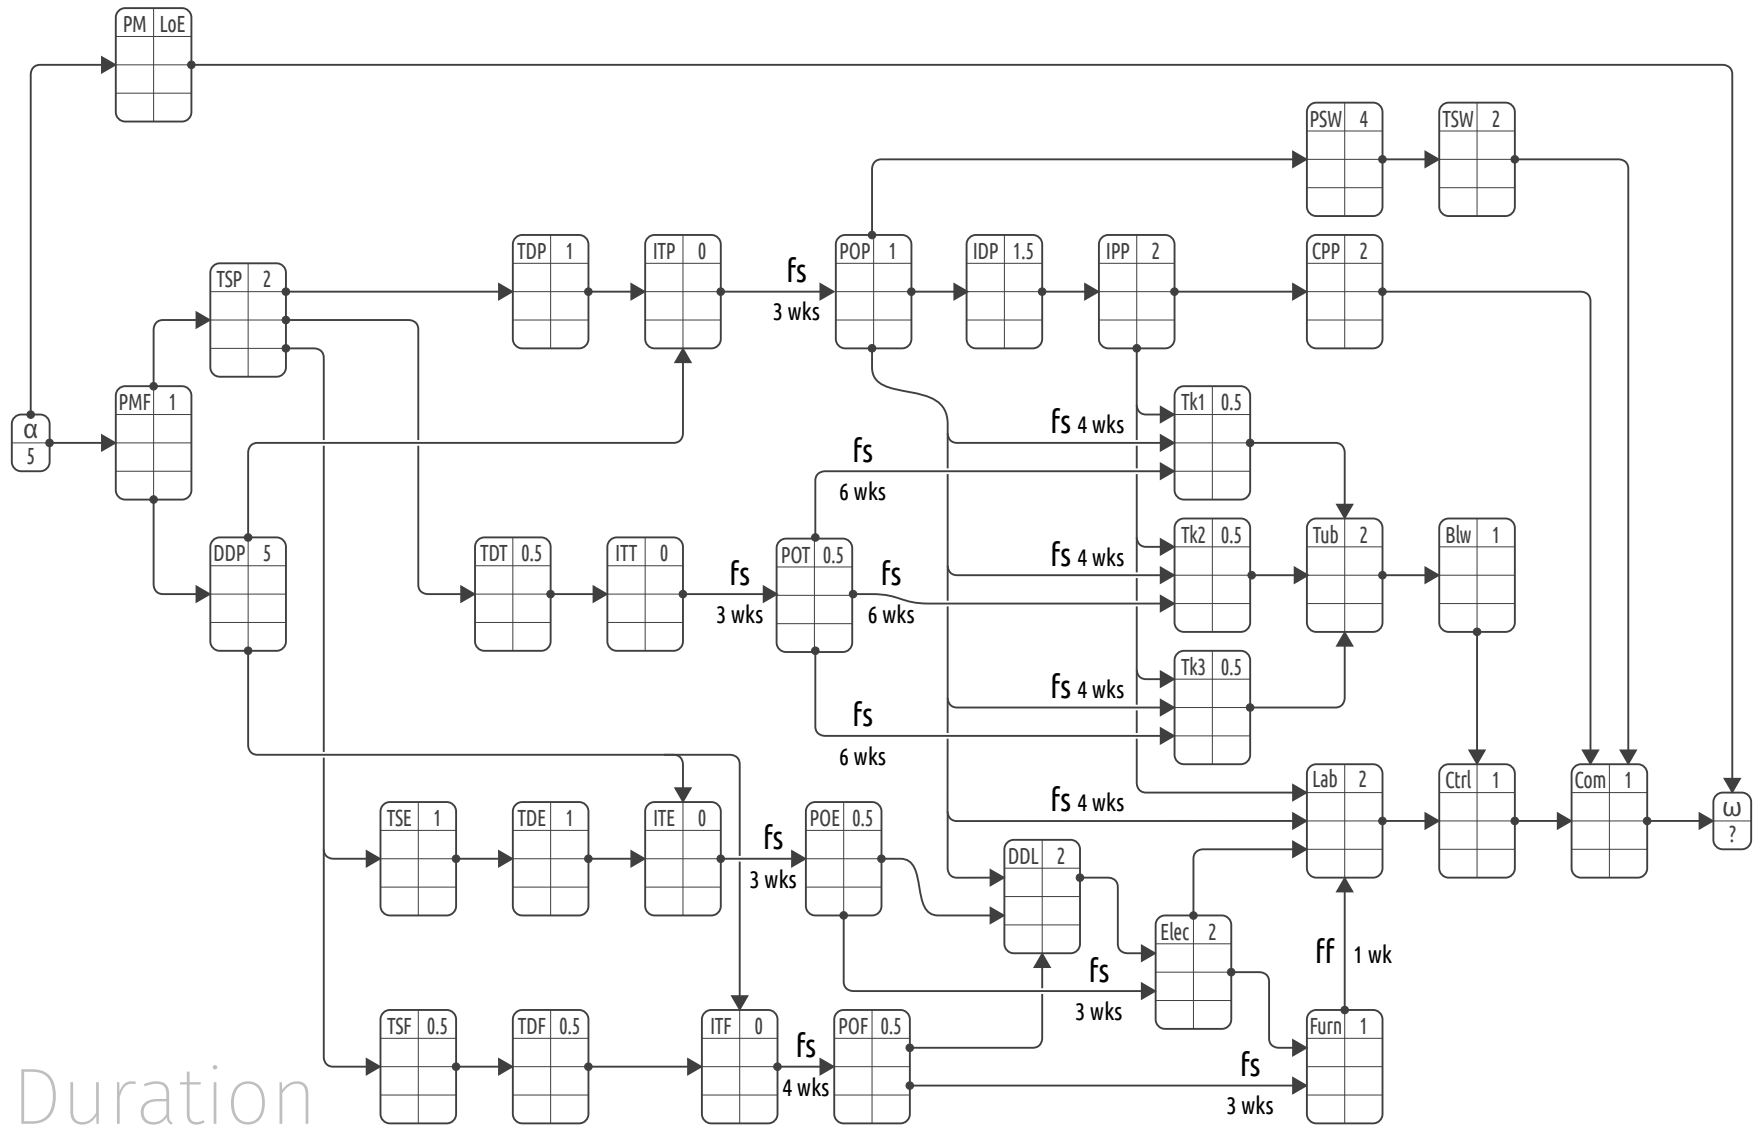 PM LoE
PSW 4
TSW 2
TDP 1
ITP 0
fs
3 wks
POP 1
IDP 1.5
IPP 2
CPP 2
TSP 2
PMF 1
α
5
Tk1 0.5
fs 4 wks
fs
6 wks
DDP 5
TDT 0.5
ITT 0
fs
3 wks
POT 0.5
fs
6 wks
fs 4 wks
Tk2 0.5
Tub 2
Blw 1
fs 4 wks
Tk3 0.5
fs
6 wks
TSE 1
TDE 1
ITE 0
fs
3 wks
POE 0.5
fs 4 wks
Lab 2
Ctrl 1
Com 1
ω
?
DDL 2
Elec 2
fs
3 wks
ff 1 wk
TSF 0.5
TDF 0.5
ITF 0
fs
4 wks
POF 0.5
fs
3 wks
Furn 1
Duration